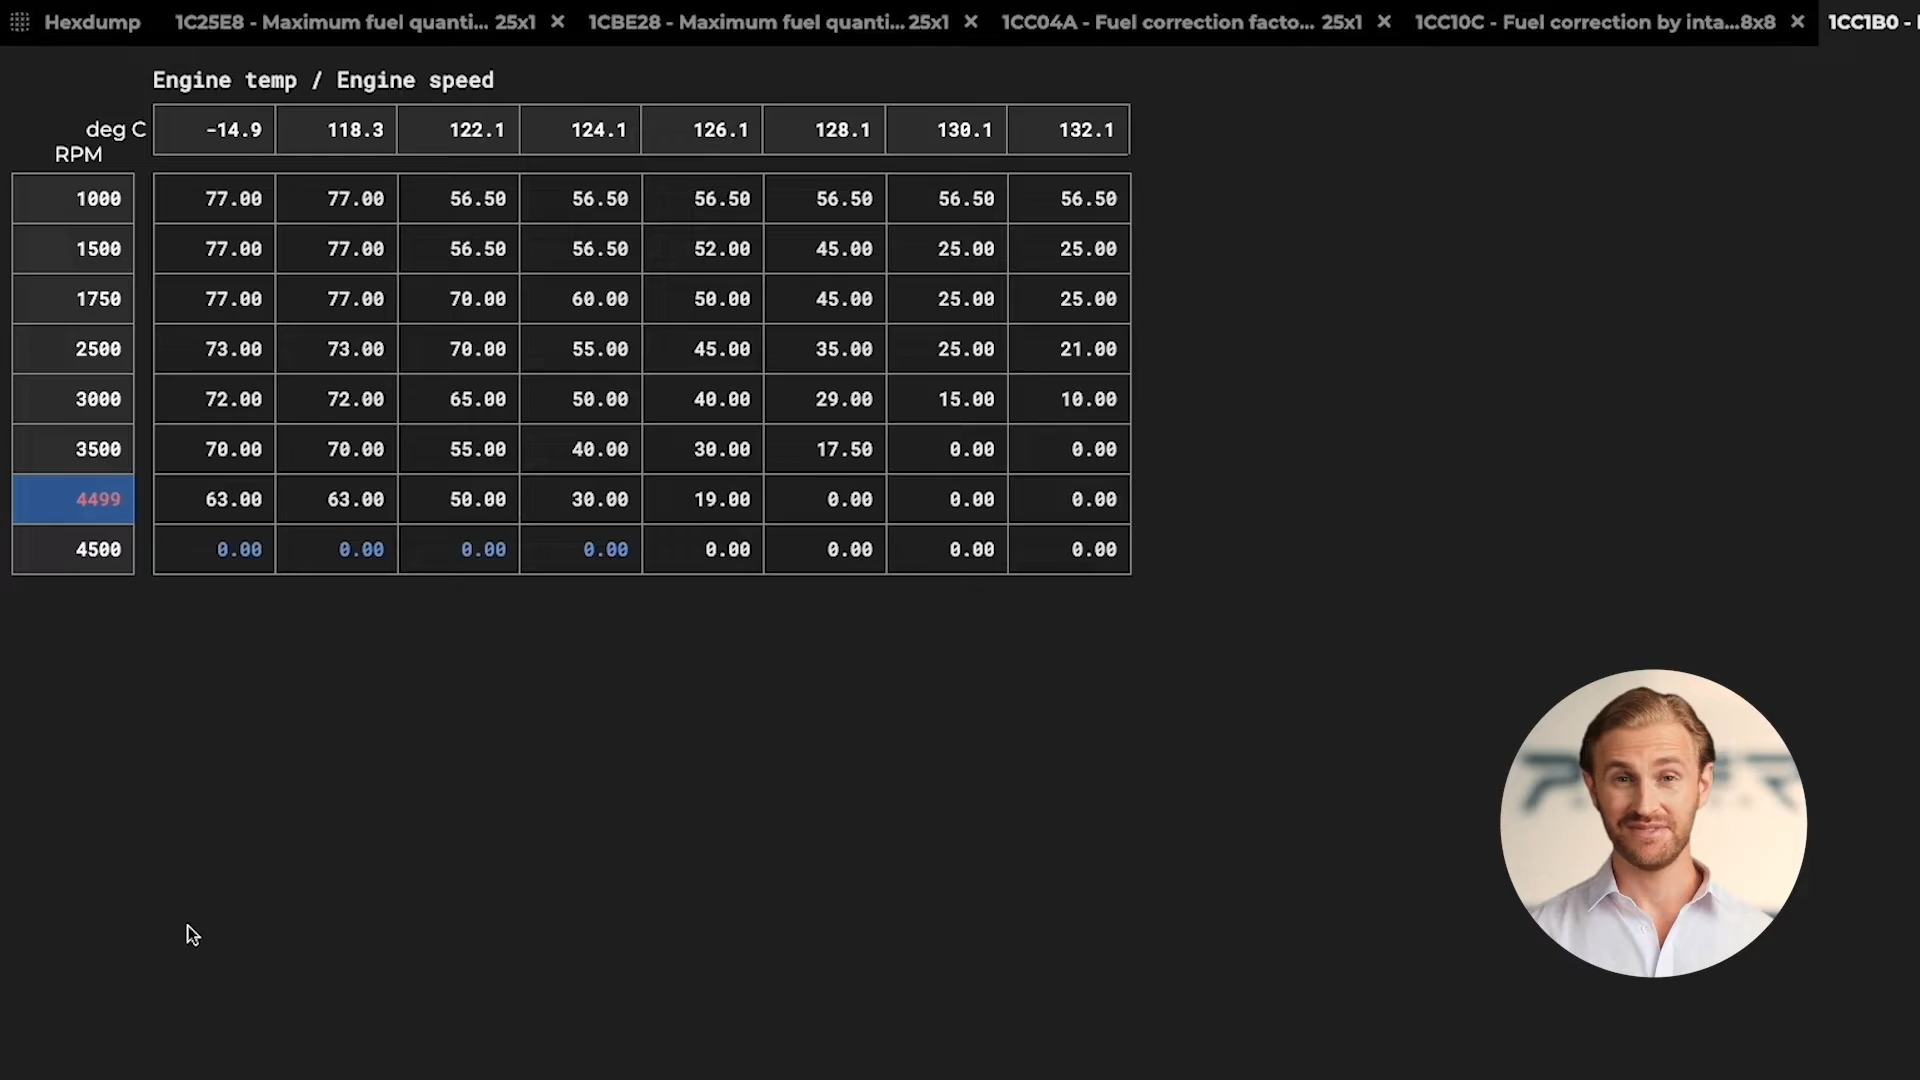 Hexdump 1C25E8 - Maximum fuel quanti... 25x1 × 1CBE28 - Maximum fuel quanti... 25x1 × 1CC04A - Fuel correction facto... 25x1 × 1CC10C - Fuel correction by inta...8x8 × 1CC1B0 -
Engine temp / Engine speed
deg C -14.9 118.3 122.1 124.1 126.1 128.1 130.1 132.1
RPM
1000 77.00 77.00 56.50 56.50 56.50 56.50 56.50 56.50
1500 77.00 77.00 56.50 56.50 52.00 45.00 25.00 25.00
1750 77.00 77.00 70.00 60.00 50.00 45.00 25.00 25.00
2500 73.00 73.00 70.00 55.00 45.00 35.00 25.00 21.00
3000 72.00 72.00 65.00 50.00 40.00 29.00 15.00 10.00
3500 70.00 70.00 55.00 40.00 30.00 17.50 0.00 0.00
4499 63.00 63.00 50.00 30.00 19.00 0.00 0.00 0.00
4500 0.00 0.00 0.00 0.00 0.00 0.00 0.00 0.00